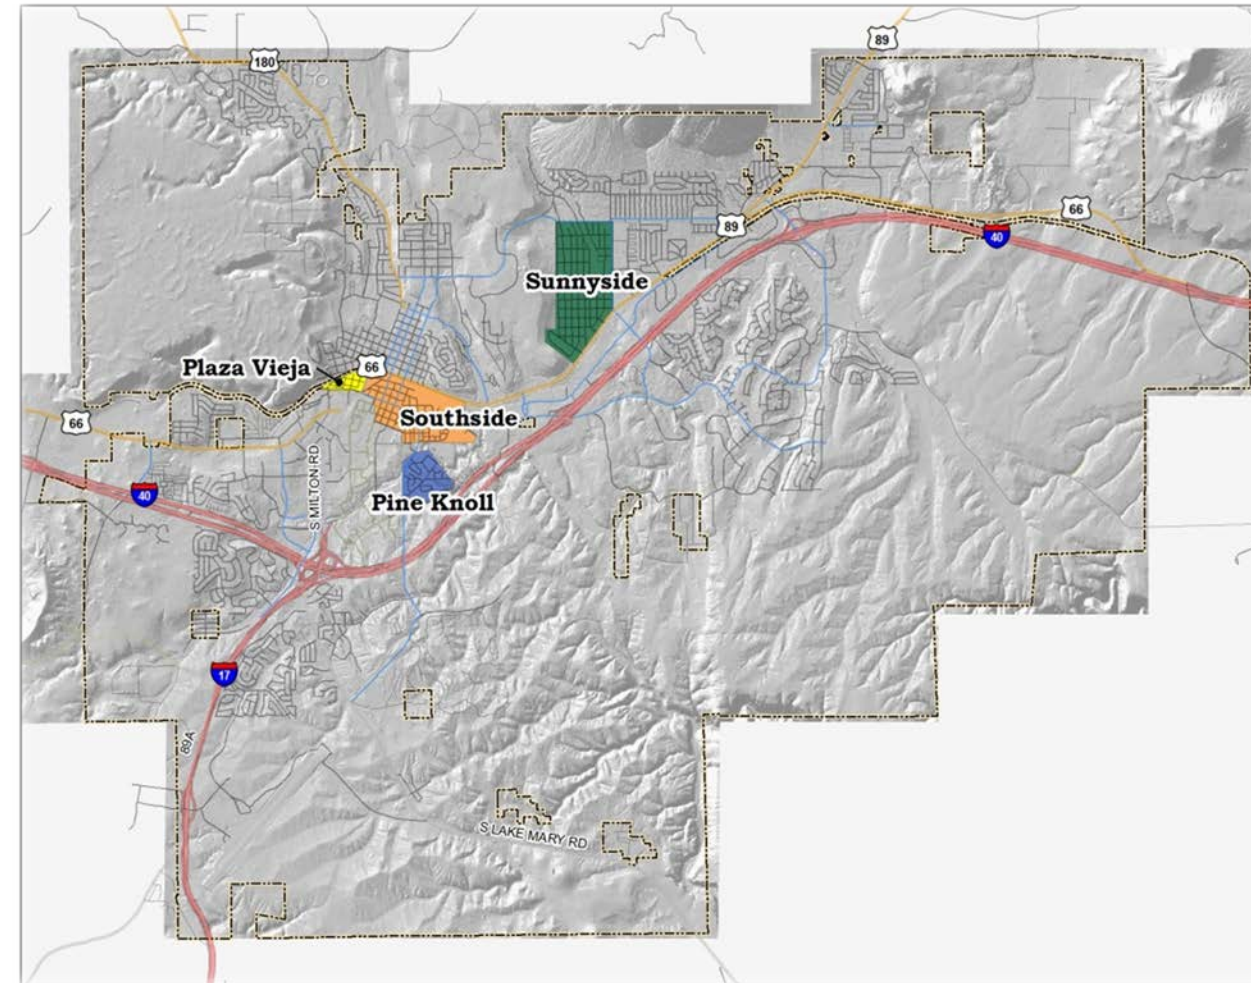 89
180
66
89
40
Sunnyside
Plaza Vieja
66
66
Southside
S MILTON RD
40
Pine Knoll
17
89A
S LAKE MARY RD